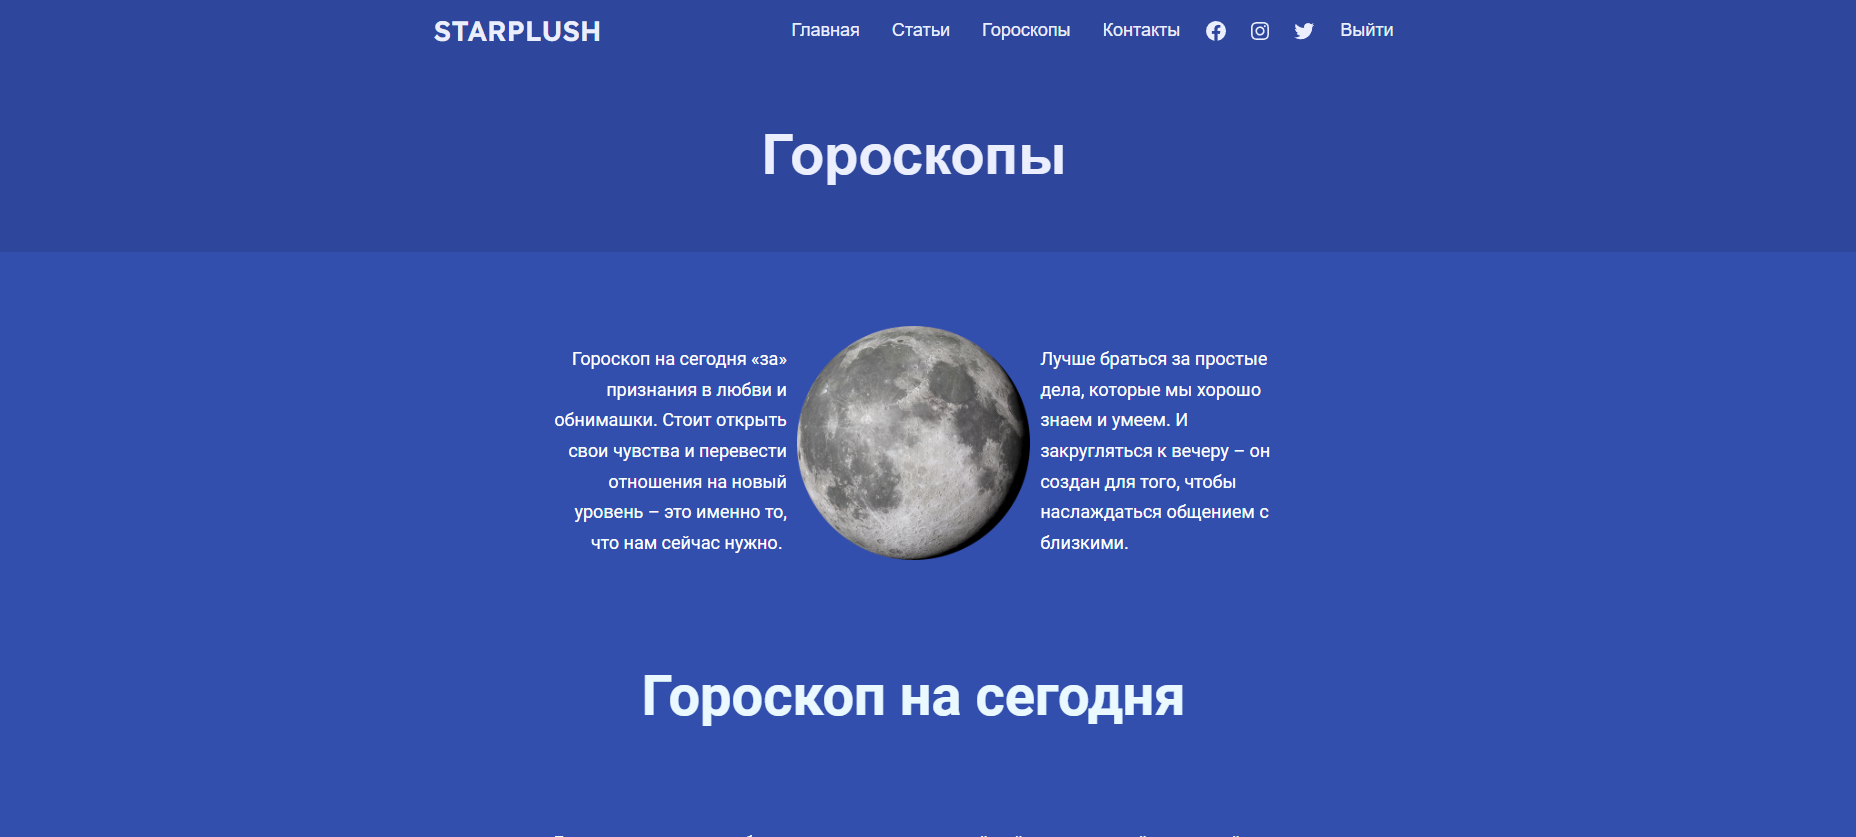 STARPLUSH
Главная Статьи Гороскопы Контакты Выйти
Гороскопы
Гороскоп на сегодня «за»
признания в любви и
обнимашки. Стоит открыть
свои чувства и перевести
отношения на новый
уровень – это именно то,
что нам сейчас нужно.
Лучше браться за простые
дела, которые мы хорошо
знаем и умеем. И
закругляться к вечеру – он
создан для того, чтобы
наслаждаться общением с
близкими.
Гороскоп на сегодня